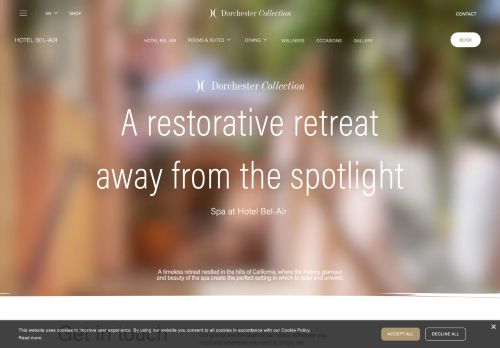 EN
SHOP
Dorchester Collection
CONTACT
HOTEL BEL-AIR
HOTEL BEL-AIR
ROOMS & SUITES
DINING
WELLNESS
OCCASIONS
GALLERY
BOOK
Dorchester Collection
A restorative retreat
away from the spotlight
Spa at Hotel Bel-Air
A timeless retreat nestled in the hills of California, where the history, glamour
and beauty of the spa create the perfect setting in which to relax and unwind.
Get in touch
This website uses cookies to improve user experience. By using our website you consent to all cookies in accordance with our Cookie Policy.
Read more
ACCEPT ALL
DECLINE ALL